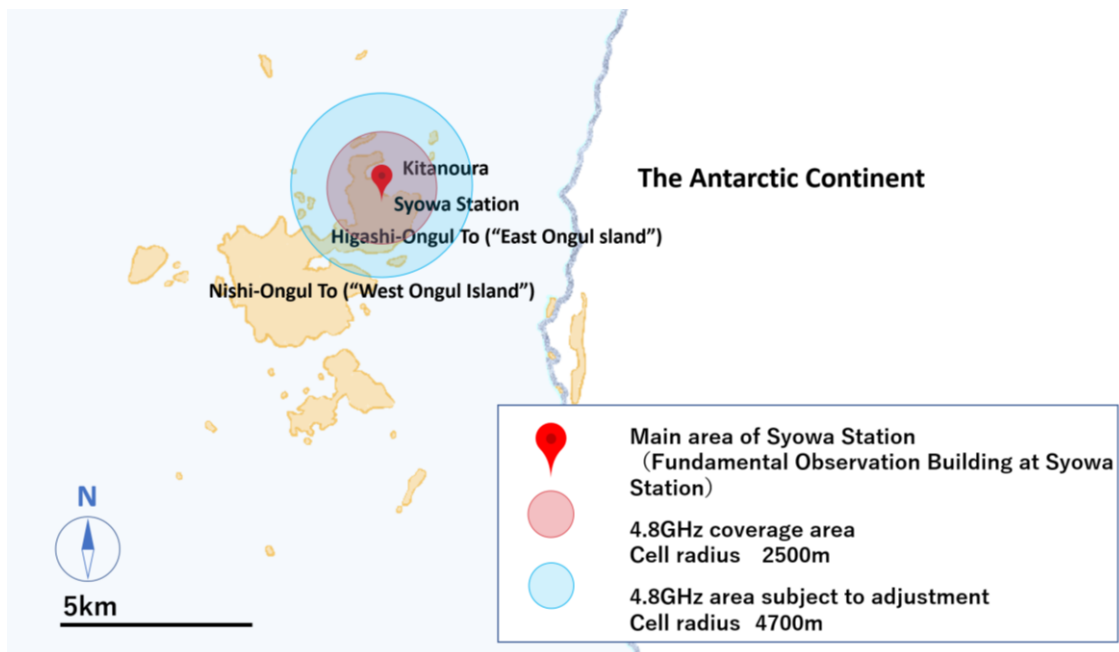 Kitanoura
The Antarctic Continent
Syowa Station
Higashi-Ongul To (“East Ongul sland”)
Nishi-Ongul To (“West Ongul Island”)
N
5km
Main area of Syowa Station
（Fundamental Observation Building at Syowa
Station）
4.8GHz coverage area
Cell radius　2500m
4.8GHz area subject to adjustment
Cell radius  4700m